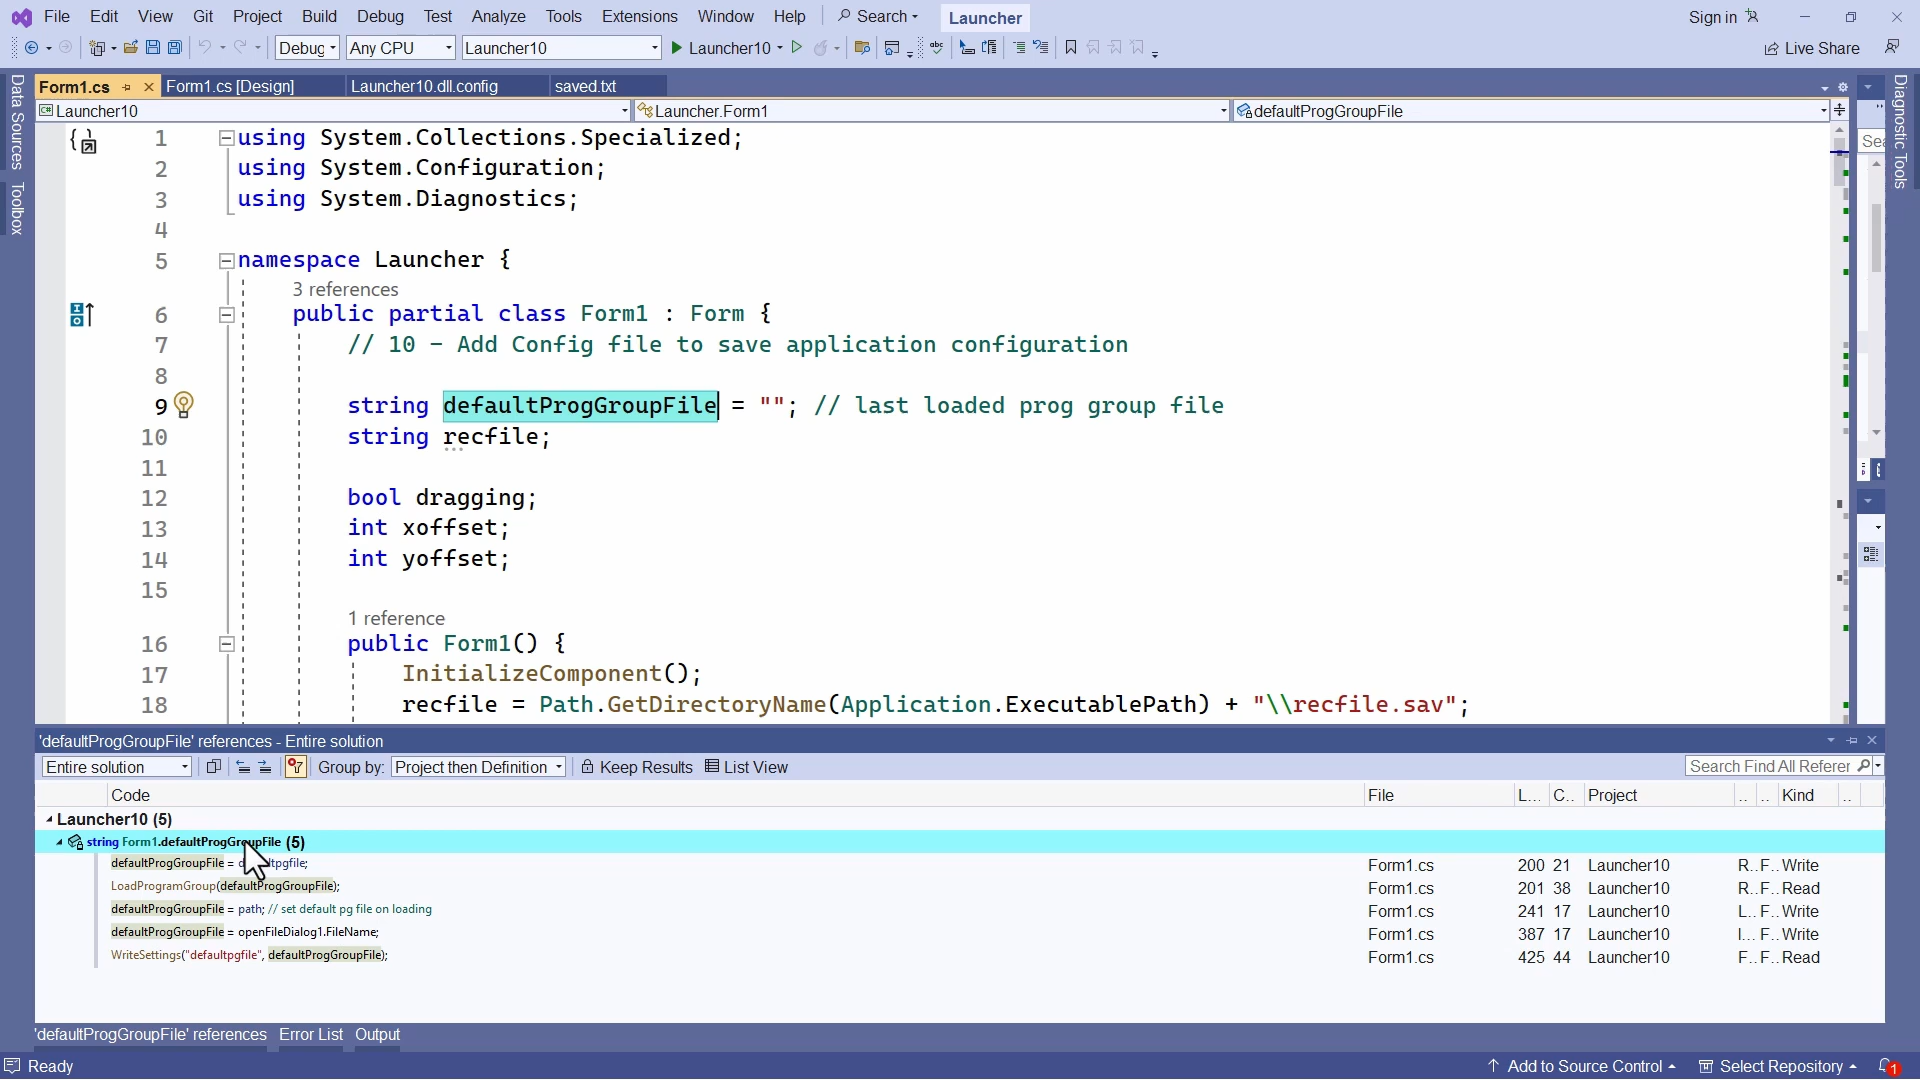 File Edit View Git Project Build Debug Test Analyze Tools Extensions Window Help Search Launcher Sign in
Debug Any CPU Launcher10 Launcher10 Live Share
Data Sources
Toolbox
Form1.cs Form1.cs [Design] Launcher10.dll.config saved.txt
Launcher10 Launcher.Form1 defaultProgGroupFile
Diagnostic Tools
1 using System.Collections.Specialized;
2 using System.Configuration;
3 using System.Diagnostics;
4
5 namespace Launcher {
3 references
6 public partial class Form1 : Form {
7 // 10 - Add Config file to save application configuration
8
9 string defaultProgGroupFile = ""; // last loaded prog group file
10 string recfile;
11
12 bool dragging;
13 int xoffset;
14 int yoffset;
15
1 reference
16 public Form1() {
17 InitializeComponent();
18 recfile = Path.GetDirectoryName(Application.ExecutablePath) + "\\recfile.sav";
'defaultProgGroupFile' references - Entire solution
Entire solution Group by: Project then Definition Keep Results List View Search Find All Referer
Code File L... C.. Project .. .. Kind ..
Launcher10 (5)
string Form1.defaultProgGroupFile (5)
defaultProgGroupFile = defaultpgfile; Form1.cs 200 21 Launcher10 R.. F.. Write
LoadProgramGroup(defaultProgGroupFile); Form1.cs 201 38 Launcher10 R.. F.. Read
defaultProgGroupFile = path; // set default pg file on loading Form1.cs 241 17 Launcher10 L... F.. Write
defaultProgGroupFile = openFileDialog1.FileName; Form1.cs 387 17 Launcher10 I... F.. Write
WriteSettings("defaultpgfile", defaultProgGroupFile); Form1.cs 425 44 Launcher10 F.. F.. Read
'defaultProgGroupFile' references Error List Output
Ready Add to Source Control Select Repository 1